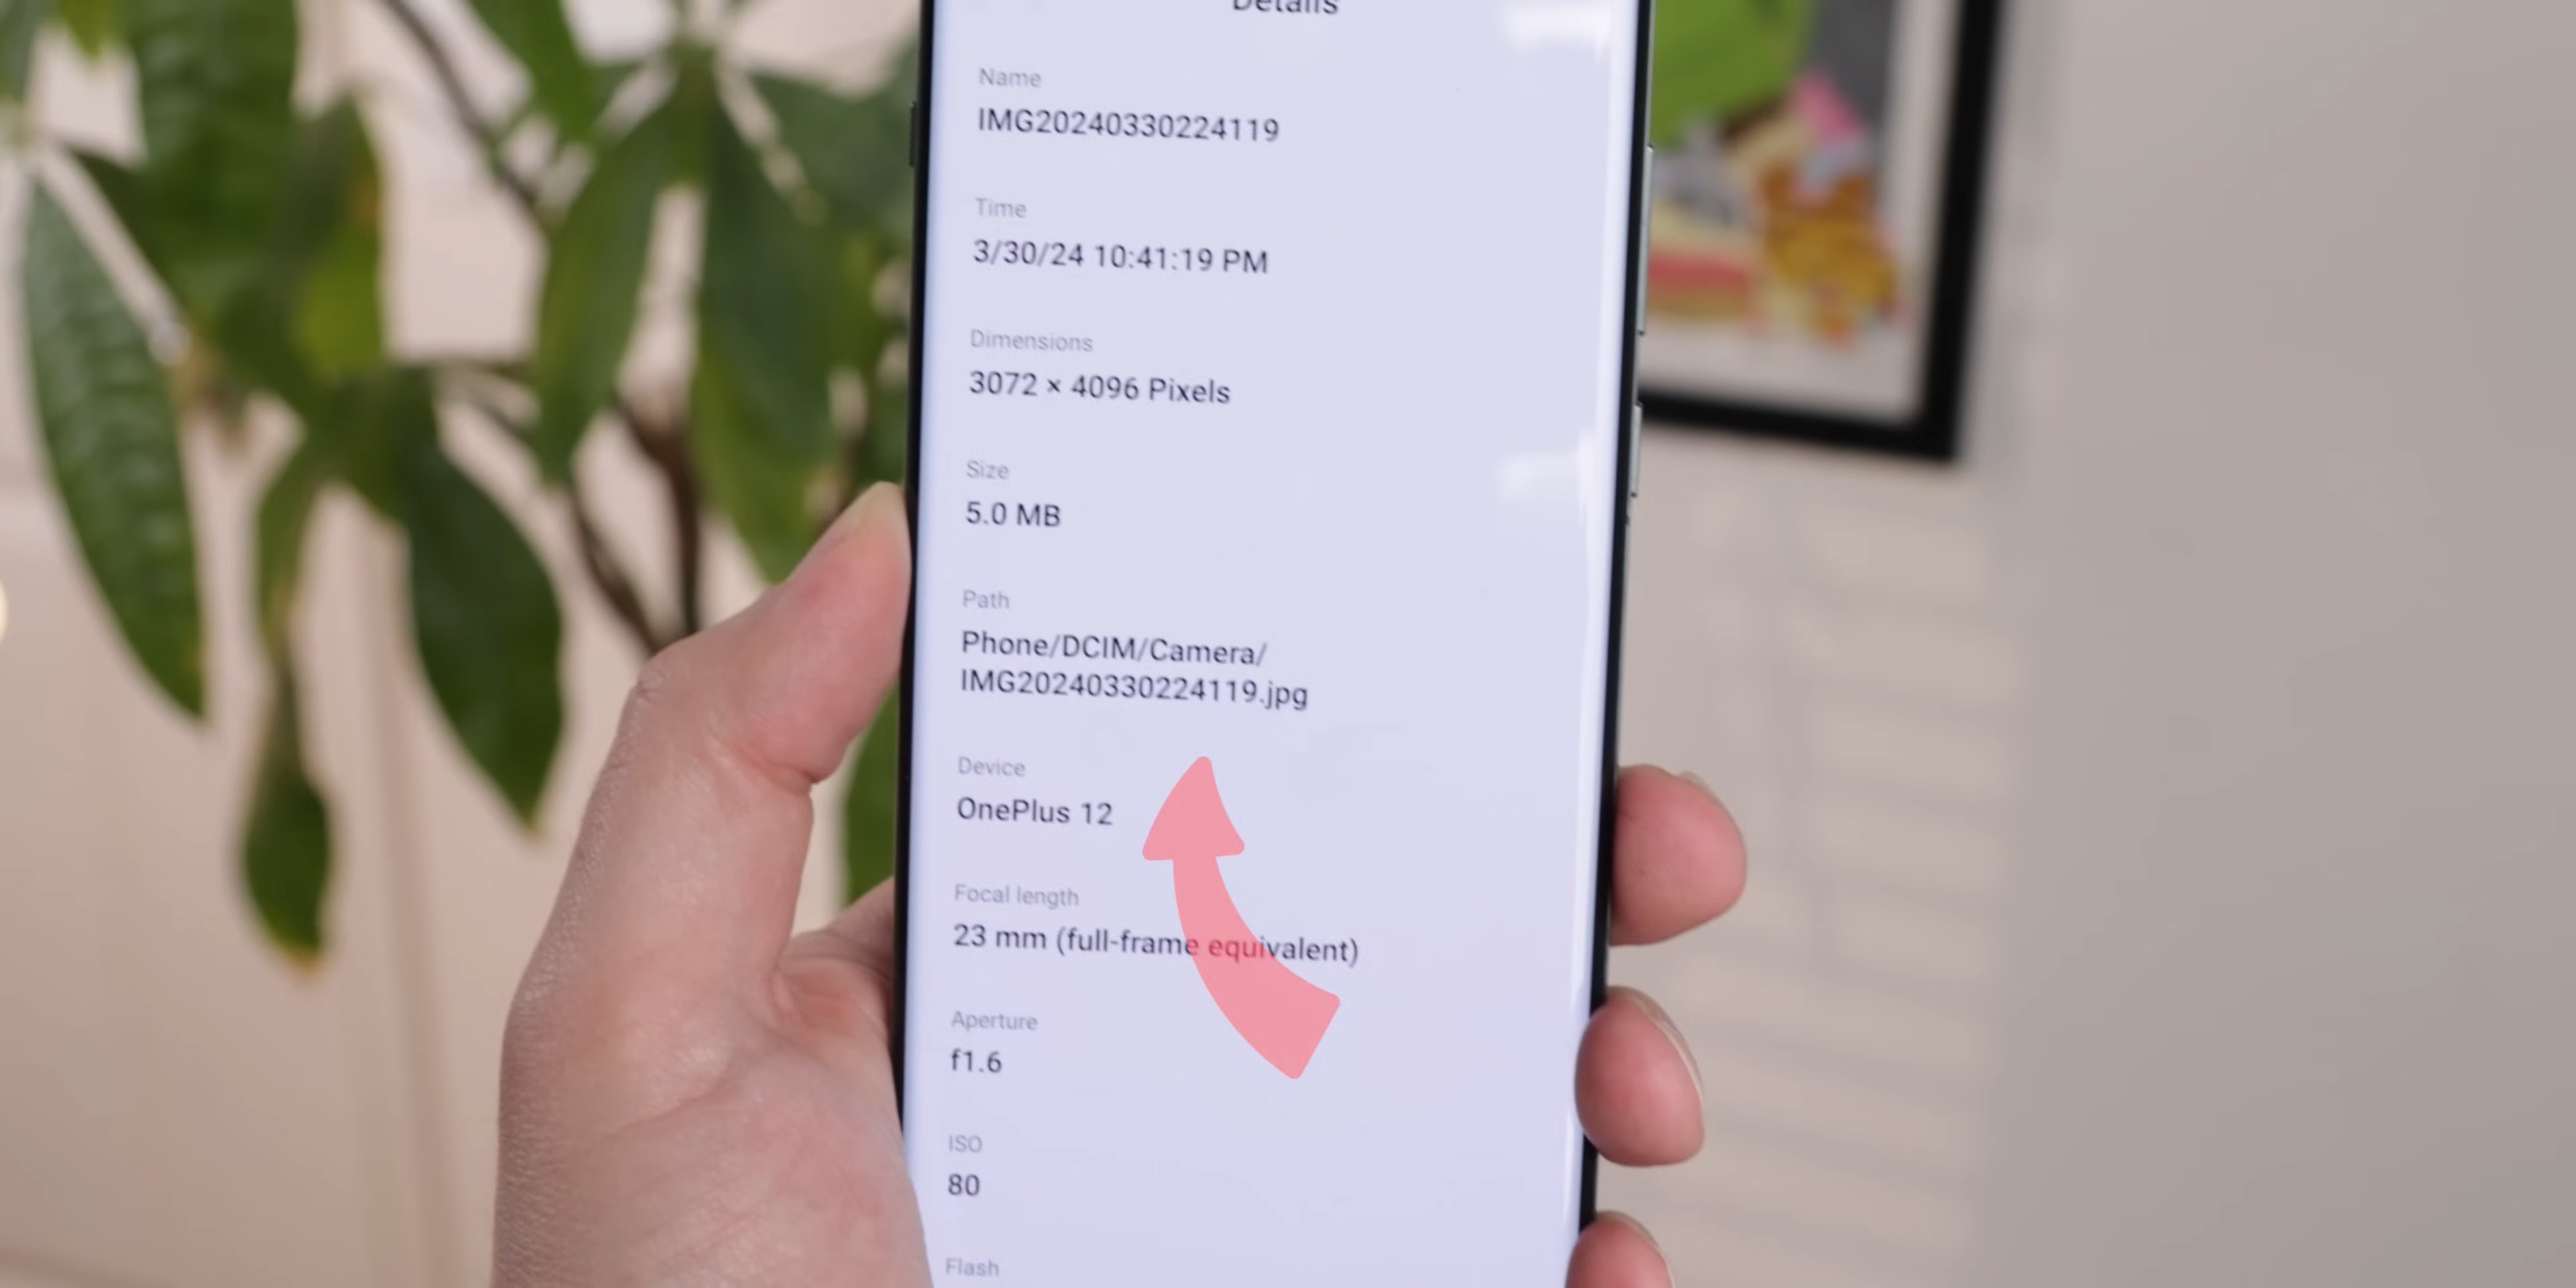 Details
Name
IMG20240330224119
Time
3/30/24 10:41:19 PM
Dimensions
3072 × 4096 Pixels
Size
5.0 MB
Path
Phone/DCIM/Camera/
IMG20240330224119.jpg
Device
OnePlus 12
Focal length
23 mm (full-frame equivalent)
Aperture
f1.6
ISO
80
Flash